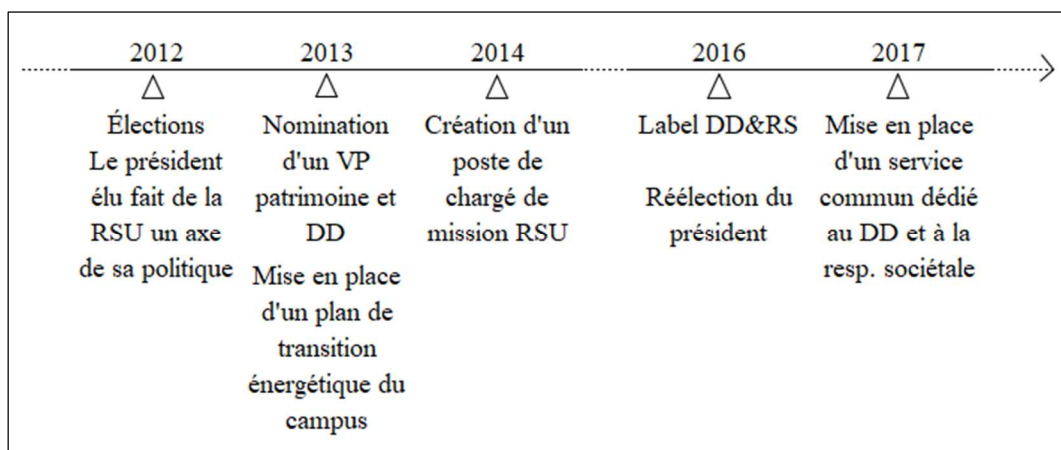 2012
2013
2014
2016
2017
Élections
Le président
élu fait de la
RSU un axe
de sa politique
Nomination
d'un VP
patrimoine et
DD
Mise en place
d'un plan de
transition
énergétique du
campus
Création d'un
poste de
chargé de
mission RSU
Label DD&RS
Réélection du
président
Mise en place
d'un service
commun dédié
au DD et à la
resp. sociétale